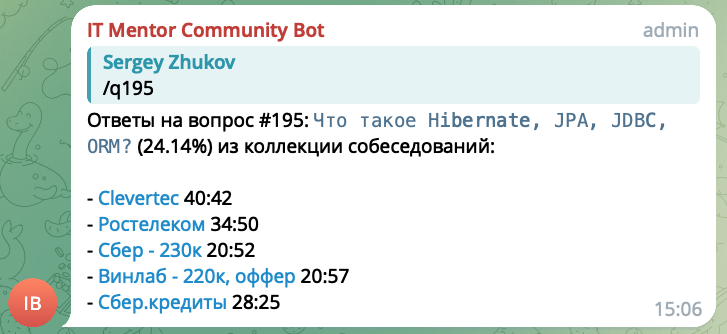 IT Mentor Community Bot admin
Sergey Zhukov
/q195
Ответы на вопрос #195: Что такое Hibernate, JPA, JDBC,
ORM? (24.14%) из коллекции собеседований:
- Clevertec 40:42
- Ростелеком 34:50
- Сбер - 230к 20:52
- Винлаб - 220к, оффер 20:57
- Сбер.кредиты 28:25
IB
15:06